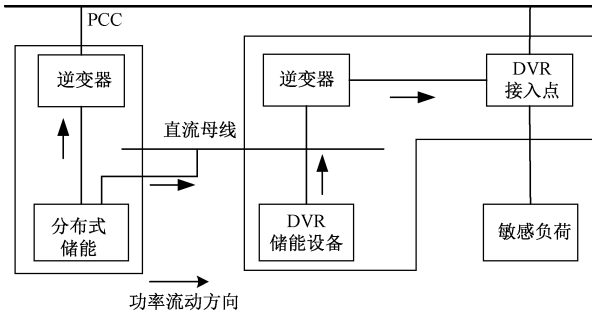 PCC
逆变器
逆变器
DVR
接入点
直流母线
分布式
储能
DVR
储能设备
敏感负荷
功率流动方向